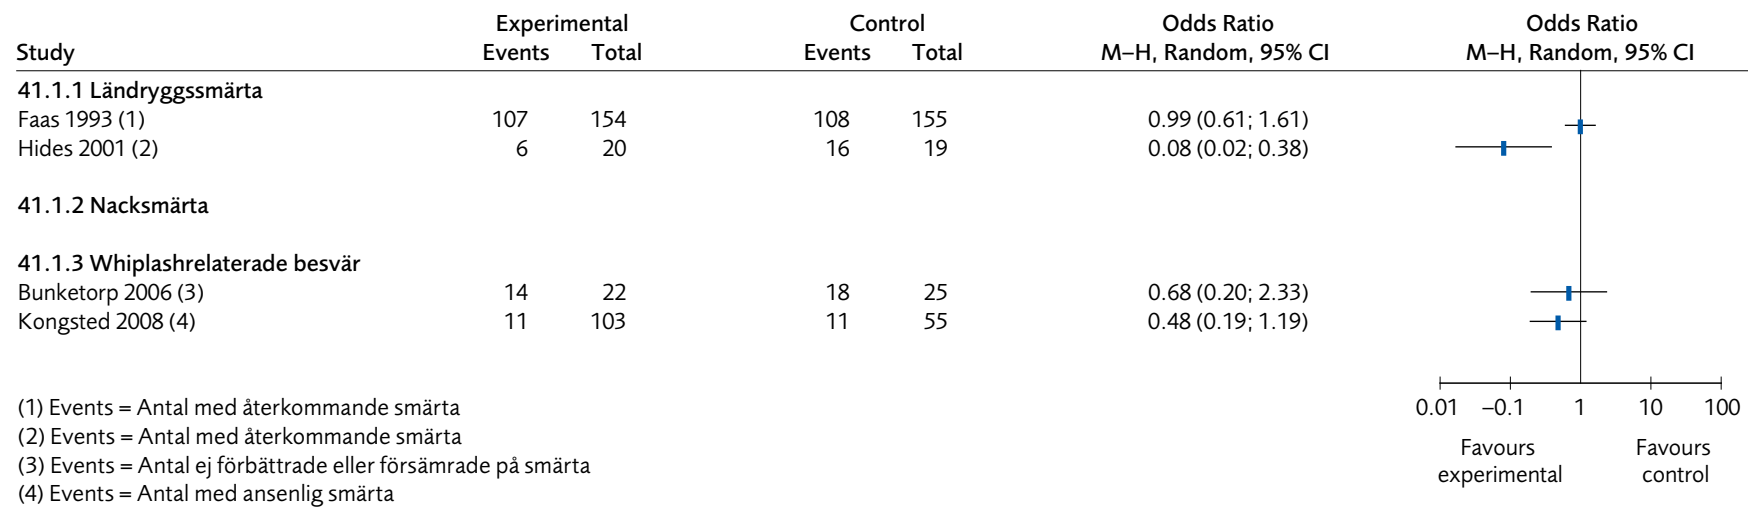 Experimental Control Odds Ratio Odds Ratio
Study Events Total Events Total M–H, Random, 95% CI M–H, Random, 95% CI
41.1.1 Ländryggssmärta
Faas 1993 (1) 107 154 108 155 0.99 (0.61; 1.61)
Hides 2001 (2) 6 20 16 19 0.08 (0.02; 0.38)
41.1.2 Nacksmärta
41.1.3 Whiplashrelaterade besvär
Bunketorp 2006 (3) 14 22 18 25 0.68 (0.20; 2.33)
Kongsted 2008 (4) 11 103 11 55 0.48 (0.19; 1.19)
0.01 –0.1 1 10 100
Favours experimental
Favours control
(1) Events = Antal med återkommande smärta
(2) Events = Antal med återkommande smärta
(3) Events = Antal ej förbättrade eller försämrade på smärta
(4) Events = Antal med ansenlig smärta